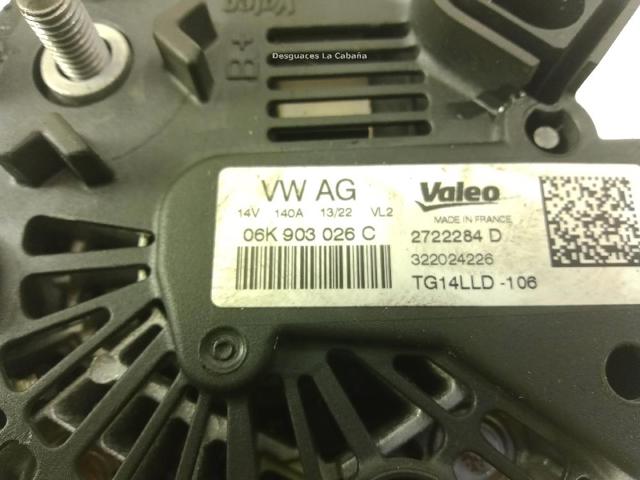 Valeo
B+
Desguaces La Cabaña
VW AG
14V 140A 13/22 VL2
06K 903 026 C
Valeo
MADE IN FRANCE
2722284 D
322024226
TG14LLD -106